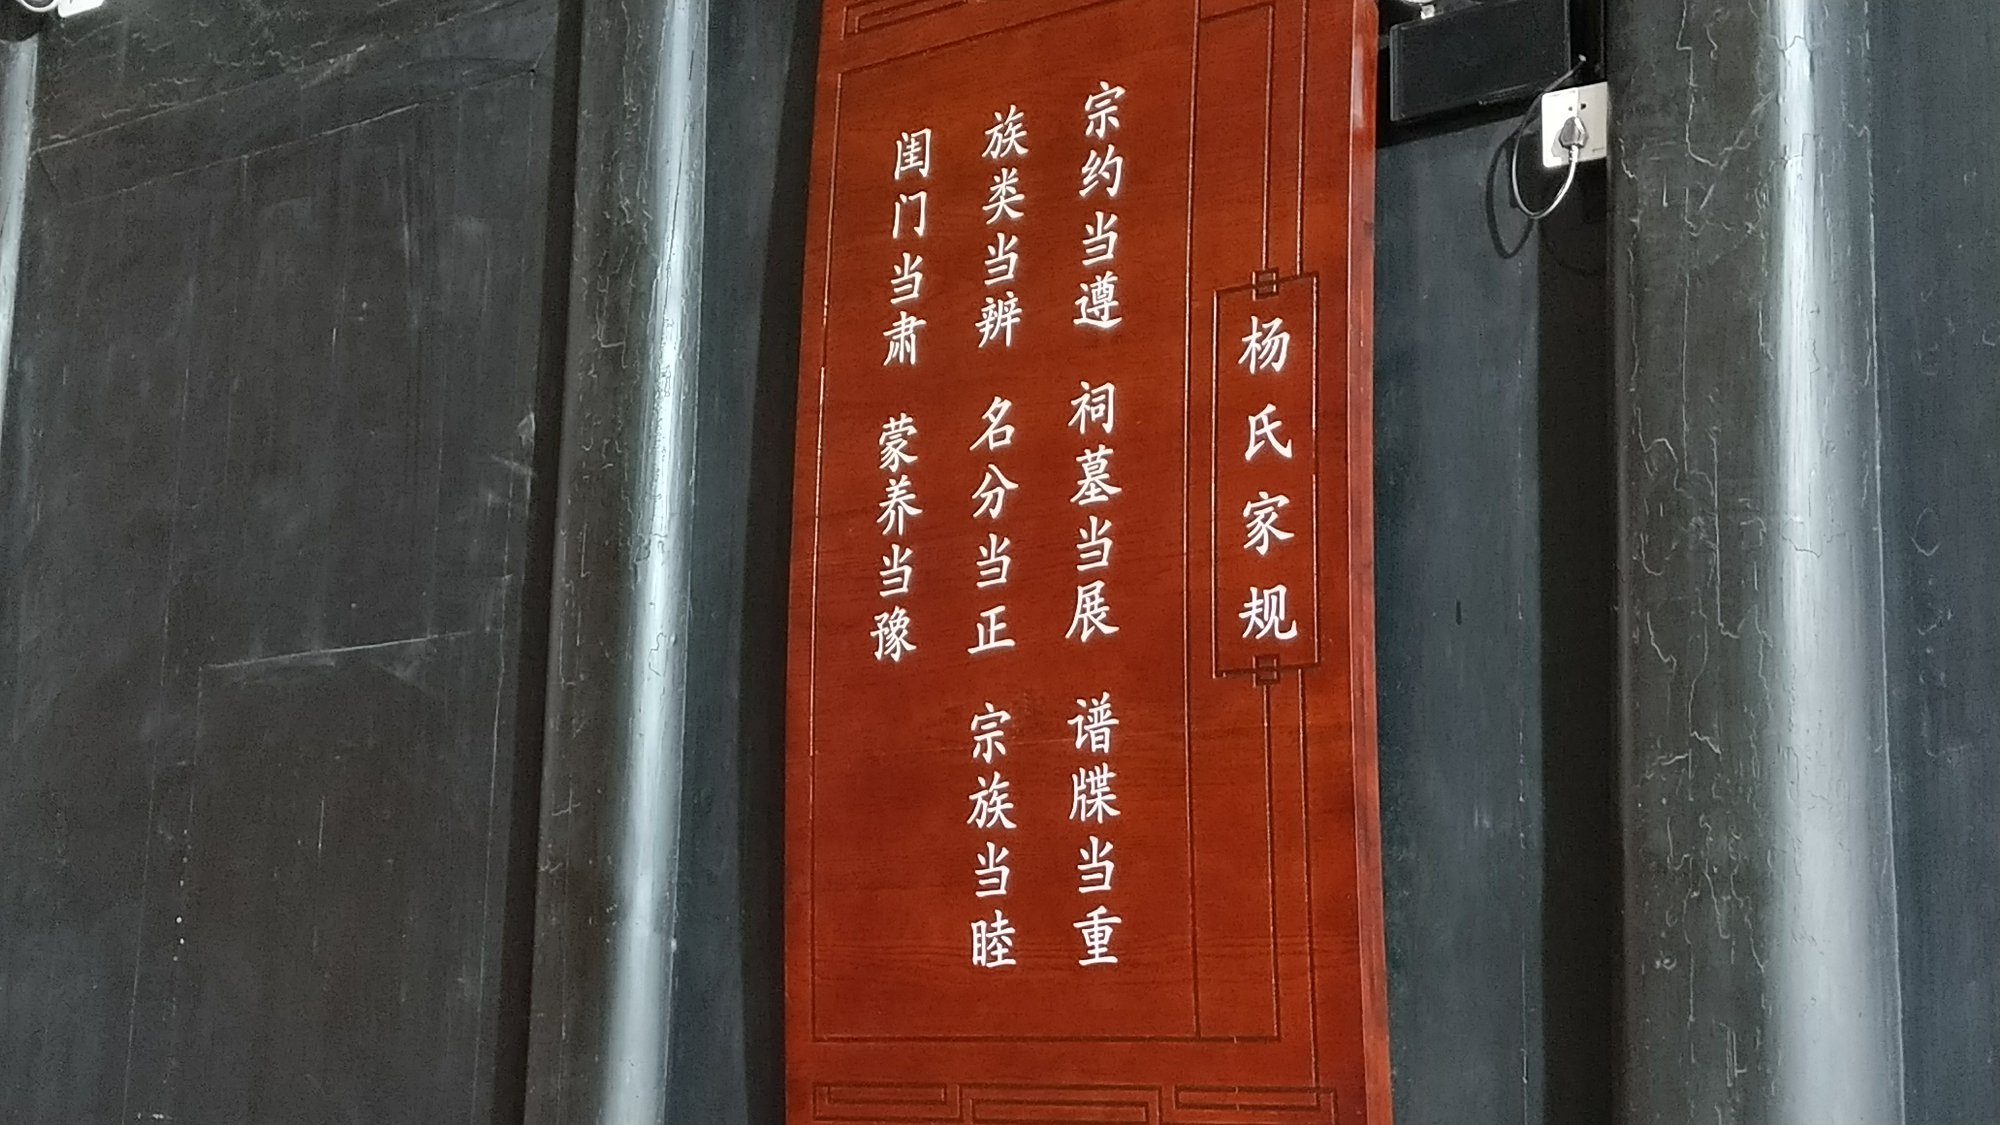 杨氏家规
宗约当遵 祠墓当展 谱牒当重
族类当辨 名分当正 宗族当睦
闺门当肃 蒙养当豫